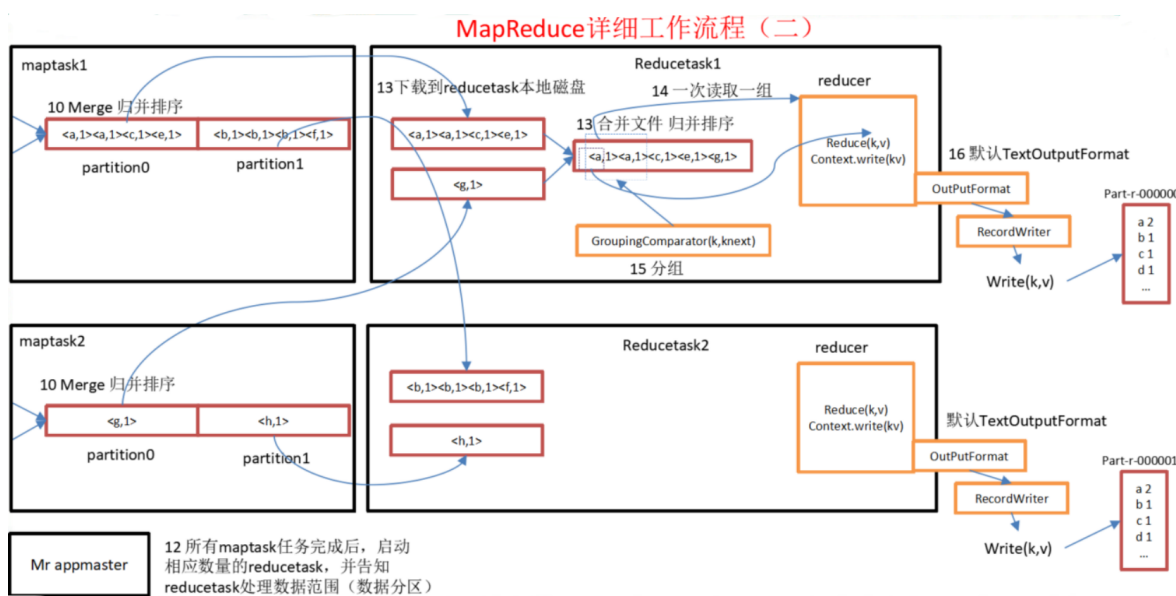 MapReduce详细工作流程（二）
maptask1
10 Merge 归并排序
<a,1><a,1><c,1><e,1>
<b,1><b,1><b,1><f,1>
partition0
partition1
Reducetask1
13下载到reducetask本地磁盘
<a,1><a,1><c,1><e,1>
<g,1>
14 一次读取一组
13 合并文件 归并排序
<a,1><a,1><c,1><e,1><g,1>
GroupingComparator(k,knext)
15 分组
reducer
Reduce(k,v)
Context.write(kv)
16 默认TextOutputFormat
OutPutFormat
RecordWriter
Write(k,v)
Part-r-000000
a 2
b 1
c 1
d 1
...
maptask2
10 Merge 归并排序
<g,1>
<h,1>
partition0
partition1
Reducetask2
<b,1><b,1><b,1><f,1>
<h,1>
reducer
Reduce(k,v)
Context.write(kv)
默认TextOutputFormat
OutPutFormat
RecordWriter
Write(k,v)
Part-r-000001
a 2
b 1
c 1
d 1
...
Mr appmaster
12 所有maptask任务完成后，启动
相应数量的reducetask，并告知
reducetask处理数据范围（数据分区）